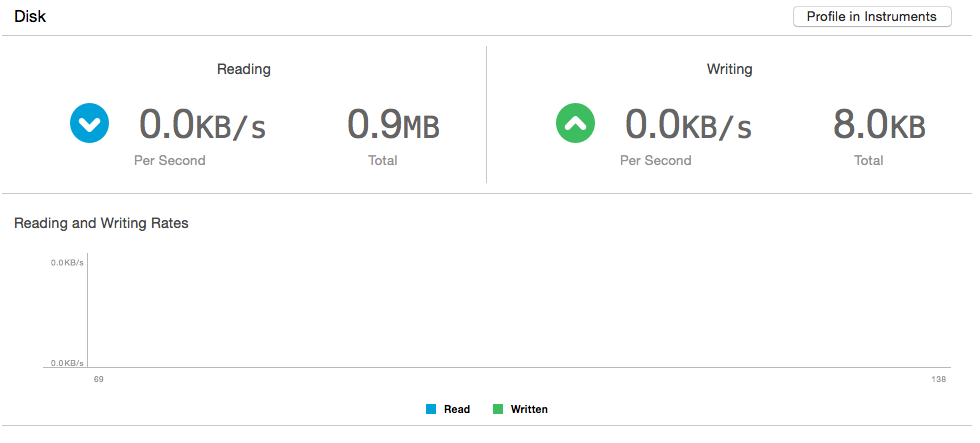 Disk
Profile in Instruments
Reading
Writing
0.0KB/s
0.9MB
0.0KB/s
8.0KB
Per Second
Total
Per Second
Total
Reading and Writing Rates
0.0KB/s
0.0KB/s
69
138
Read
Written